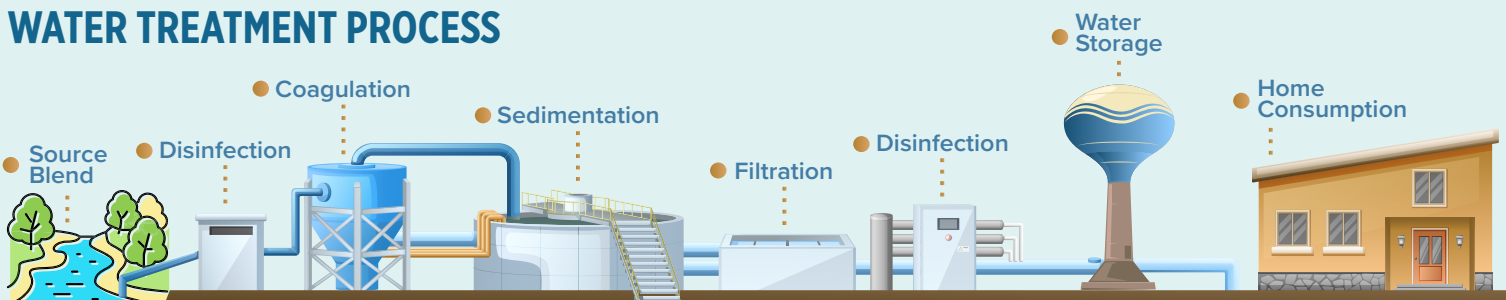 WATER TREATMENT PROCESS
Source
Blend
Disinfection
Coagulation
Sedimentation
Filtration
Disinfection
Water
Storage
Home
Consumption